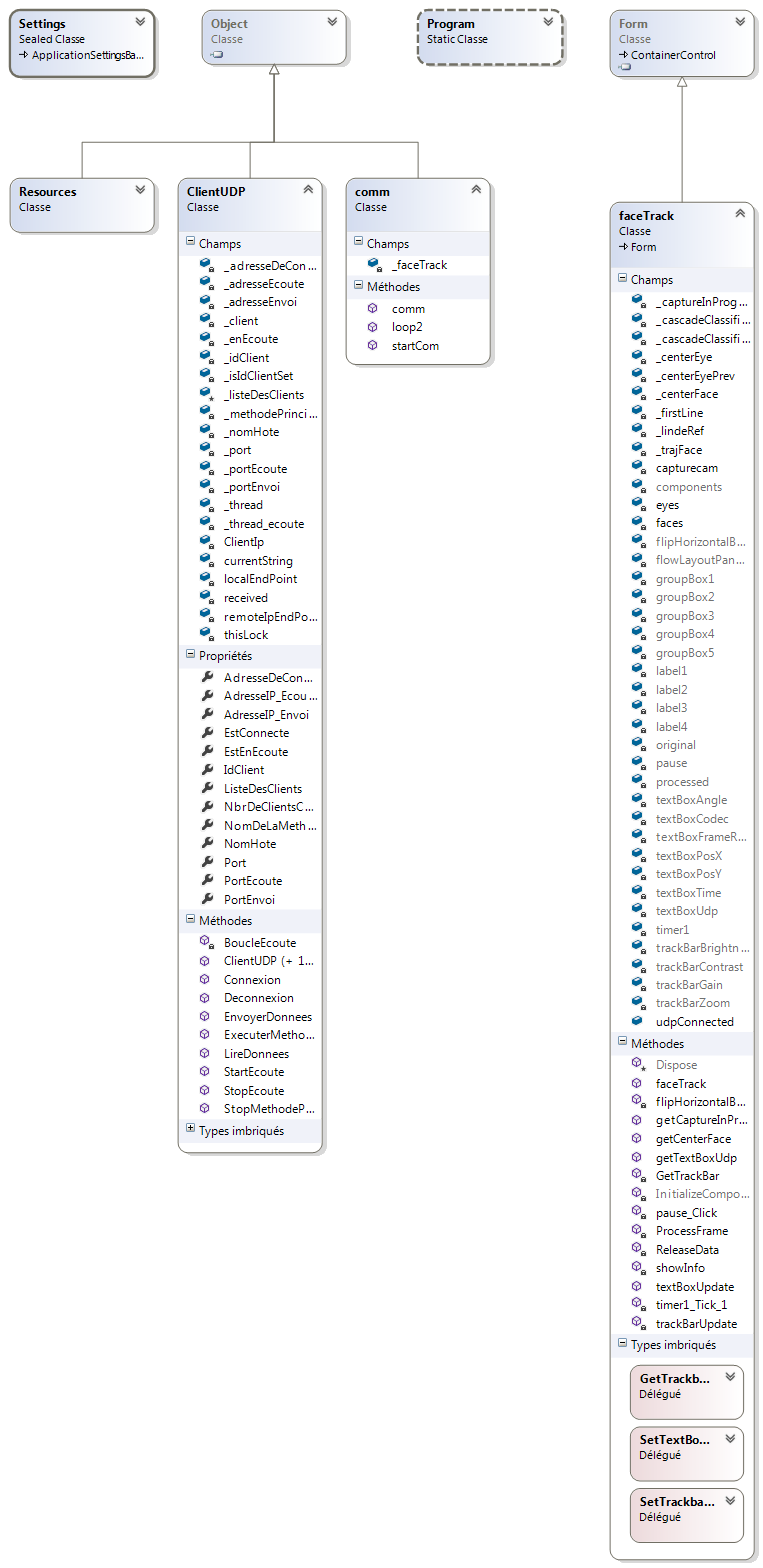 Settings
Sealed Classe
ApplicationSettingsBa...
Object
Classe
Program
Static Classe
Form
Classe
ContainerControl
Resources
Classe
ClientUDP
Classe
Champs
_adresseDeCon...
_adresseEcoute
_adresseEnvoi
_client
_enEcoute
_idClient
_isIdClientSet
_listeDesClients
_methodePrinci...
_nomHote
_port
_portEcoute
_portEnvoi
_thread
_thread_ecoute
ClientIp
currentString
localEndPoint
received
remoteIpEndPo...
thisLock
Propriétés
AdresseDeCon...
AdresseIP_Ecou...
AdresseIP_Envoi
EstConnecte
EstEnEcoute
IdClient
ListeDesClients
NbrDeClientsC...
NomDeLaMeth...
NomHote
Port
PortEcoute
PortEnvoi
Méthodes
BoucleEcoute
ClientUDP (+ 1...
Connexion
Deconnexion
EnvoyerDonnees
ExecuterMetho...
LireDonnees
StartEcoute
StopEcoute
StopMethodeP...
Types imbriqués
comm
Classe
Champs
_faceTrack
Méthodes
comm
loop2
startCom
faceTrack
Classe
Form
Champs
_captureInProg...
_cascadeClassifi...
_cascadeClassifi...
_centerEye
_centerEyePrev
_centerFace
_firstLine
_lindeRef
_trajFace
capturecam
components
eyes
faces
flipHorizontalB...
flowLayoutPan...
groupBox1
groupBox2
groupBox3
groupBox4
groupBox5
label1
label2
label3
label4
original
pause
processed
textBoxAngle
textBoxCodec
textBoxFrameR...
textBoxPosX
textBoxPosY
textBoxTime
textBoxUdp
timer1
trackBarBrightn...
trackBarContrast
trackBarGain
trackBarZoom
udpConnected
Méthodes
Dispose
faceTrack
flipHorizontalB...
getCaptureInPr...
getCenterFace
getTextBoxUdp
GetTrackBar
InitializeCompo...
pause_Click
ProcessFrame
ReleaseData
showInfo
textBoxUpdate
timer1_Tick_1
trackBarUpdate
Types imbriqués
GetTrackb...
Délégué
SetTextBo...
Délégué
SetTrackba...
Délégué